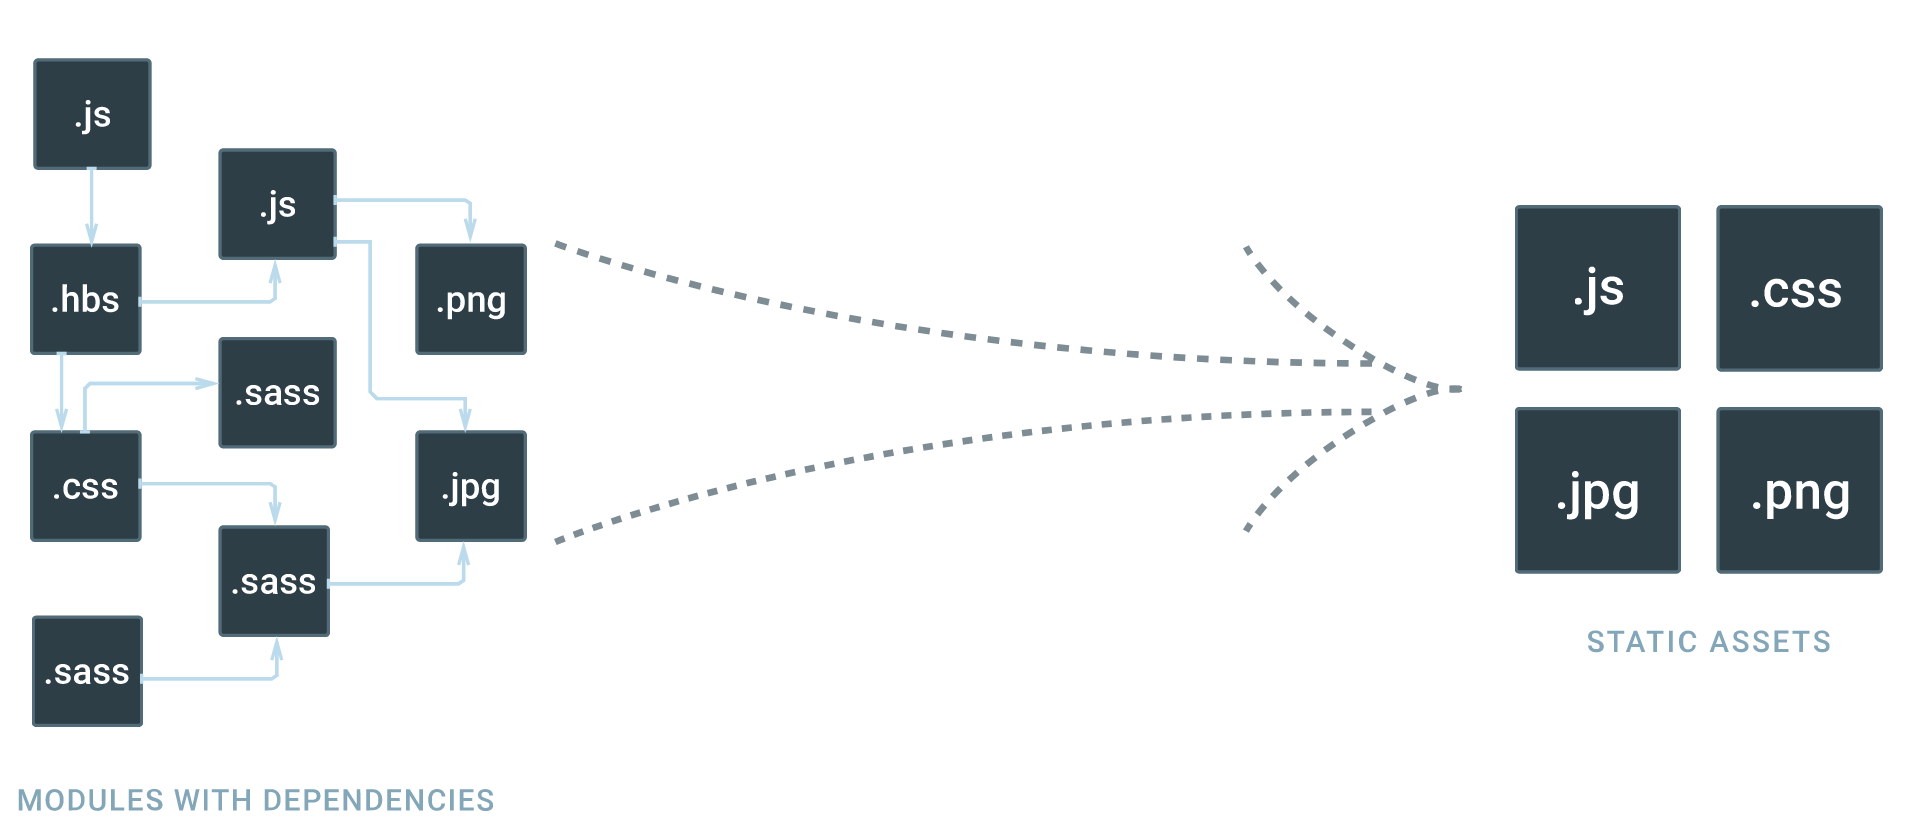 .js
.js
.hbs
.png
.sass
.css
.jpg
.sass
.sass
MODULES WITH DEPENDENCIES
.js
.css
.jpg
.png
STATIC ASSETS